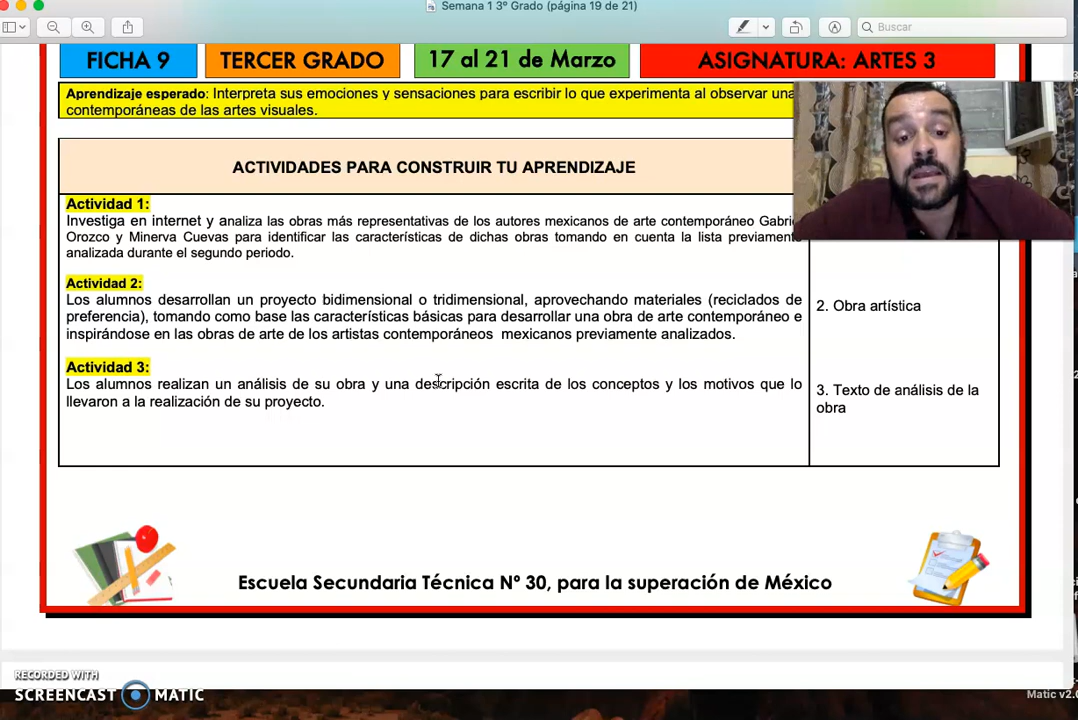 Semana 1 3º Grado (página 19 de 21)
Buscar
FICHA 9
TERCER GRADO
17 al 21 de Marzo
ASIGNATURA: ARTES 3
Aprendizaje esperado: Interpreta sus emociones y sensaciones para escribir lo que experimenta al observar una
contemporáneas de las artes visuales.
ACTIVIDADES PARA CONSTRUIR TU APRENDIZAJE
Actividad 1:
Investiga en internet y analiza las obras más representativas de los autores mexicanos de arte contemporáneo
Orozco y Minerva Cuevas para identificar las características de dichas obras tomando en cuenta la lista previamente
analizada durante el segundo periodo.
Actividad 2:
Los alumnos desarrollan un proyecto bidimensional o tridimensional, aprovechando materiales (reciclados de
preferencia), tomando como base las características básicas para desarrollar una obra de arte contemporáneo e
inspirándose en las obras de arte de los artistas contemporáneos mexicanos previamente analizados.
2. Obra artística
Actividad 3:
Los alumnos realizan un análisis de su obra y una descripción escrita de los conceptos y los motivos que lo
llevaron a la realización de su proyecto.
3. Texto de análisis de la
obra
Escuela Secundaria Técnica Nº 30, para la superación de México
RECORDED WITH
SCREENCAST MATIC
Matic